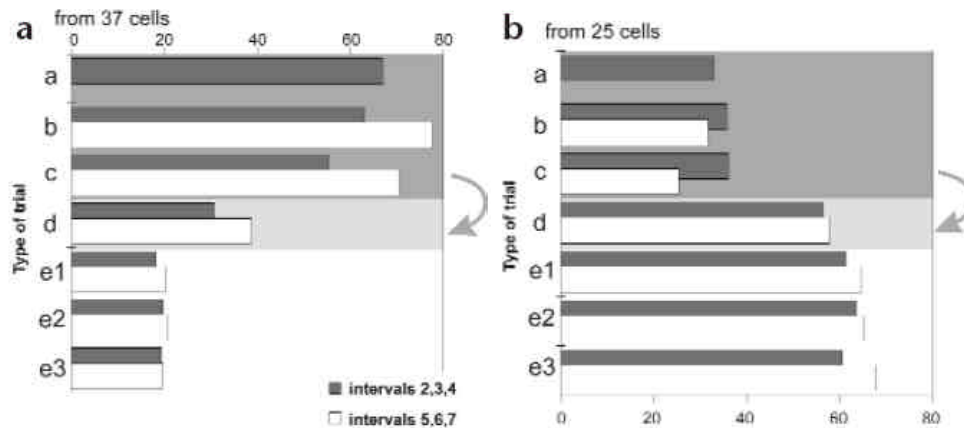 a from 37 cells
0 20 40 60 80
Type of trial
a
b
c
d
e1
e2
e3
intervals 2,3,4
intervals 5,6,7
b from 25 cells
Type of trial
a
b
c
d
e1
e2
e3
0 20 40 60 80